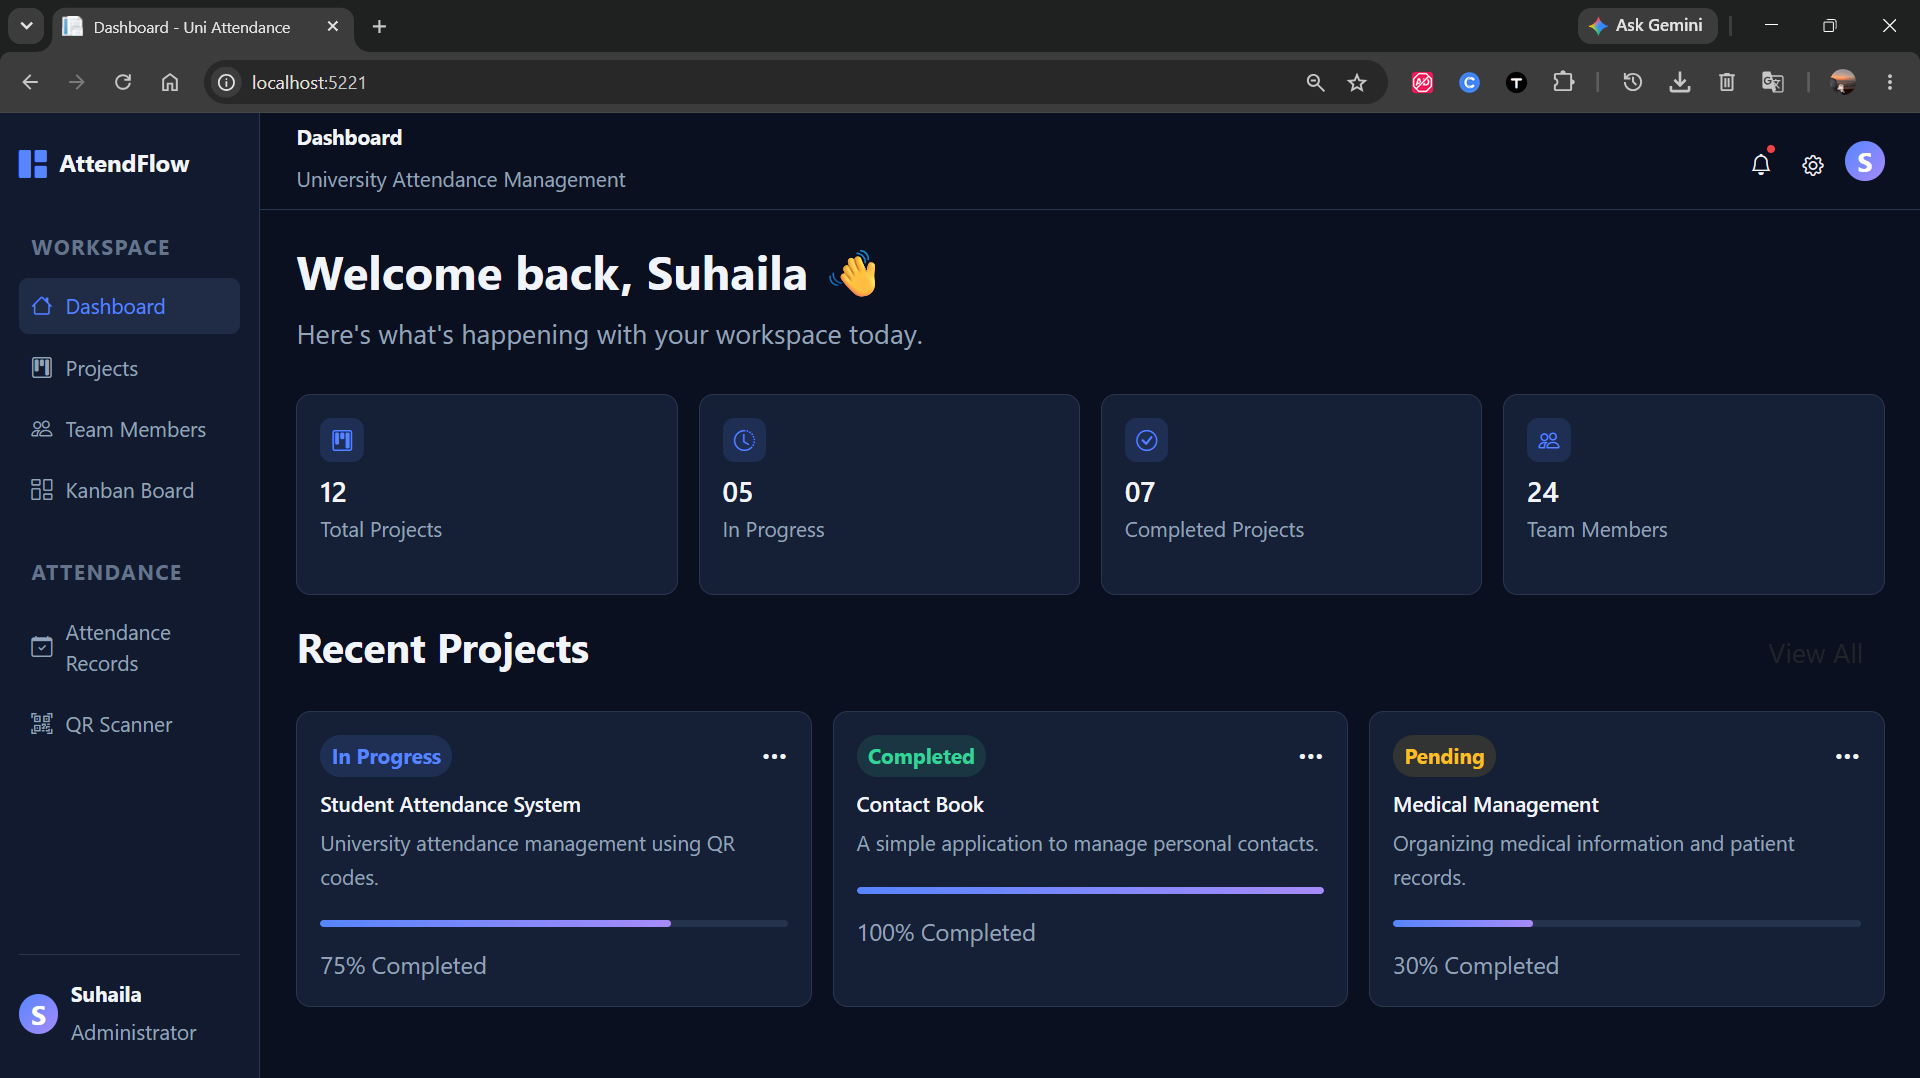 Dashboard - Uni Attendance
Ask Gemini
localhost:5221
AttendFlow
WORKSPACE
Dashboard
Projects
Team Members
Kanban Board
ATTENDANCE
Attendance
Records
QR Scanner
Suhaila
Administrator
S
Dashboard
University Attendance Management
S
Welcome back, Suhaila 👋
Here's what's happening with your workspace today.
12
Total Projects
05
In Progress
07
Completed Projects
24
Team Members
Recent Projects
View All
In Progress
Student Attendance System
University attendance management using QR
codes.
75% Completed
Completed
Contact Book
A simple application to manage personal contacts.
100% Completed
Pending
Medical Management
Organizing medical information and patient
records.
30% Completed